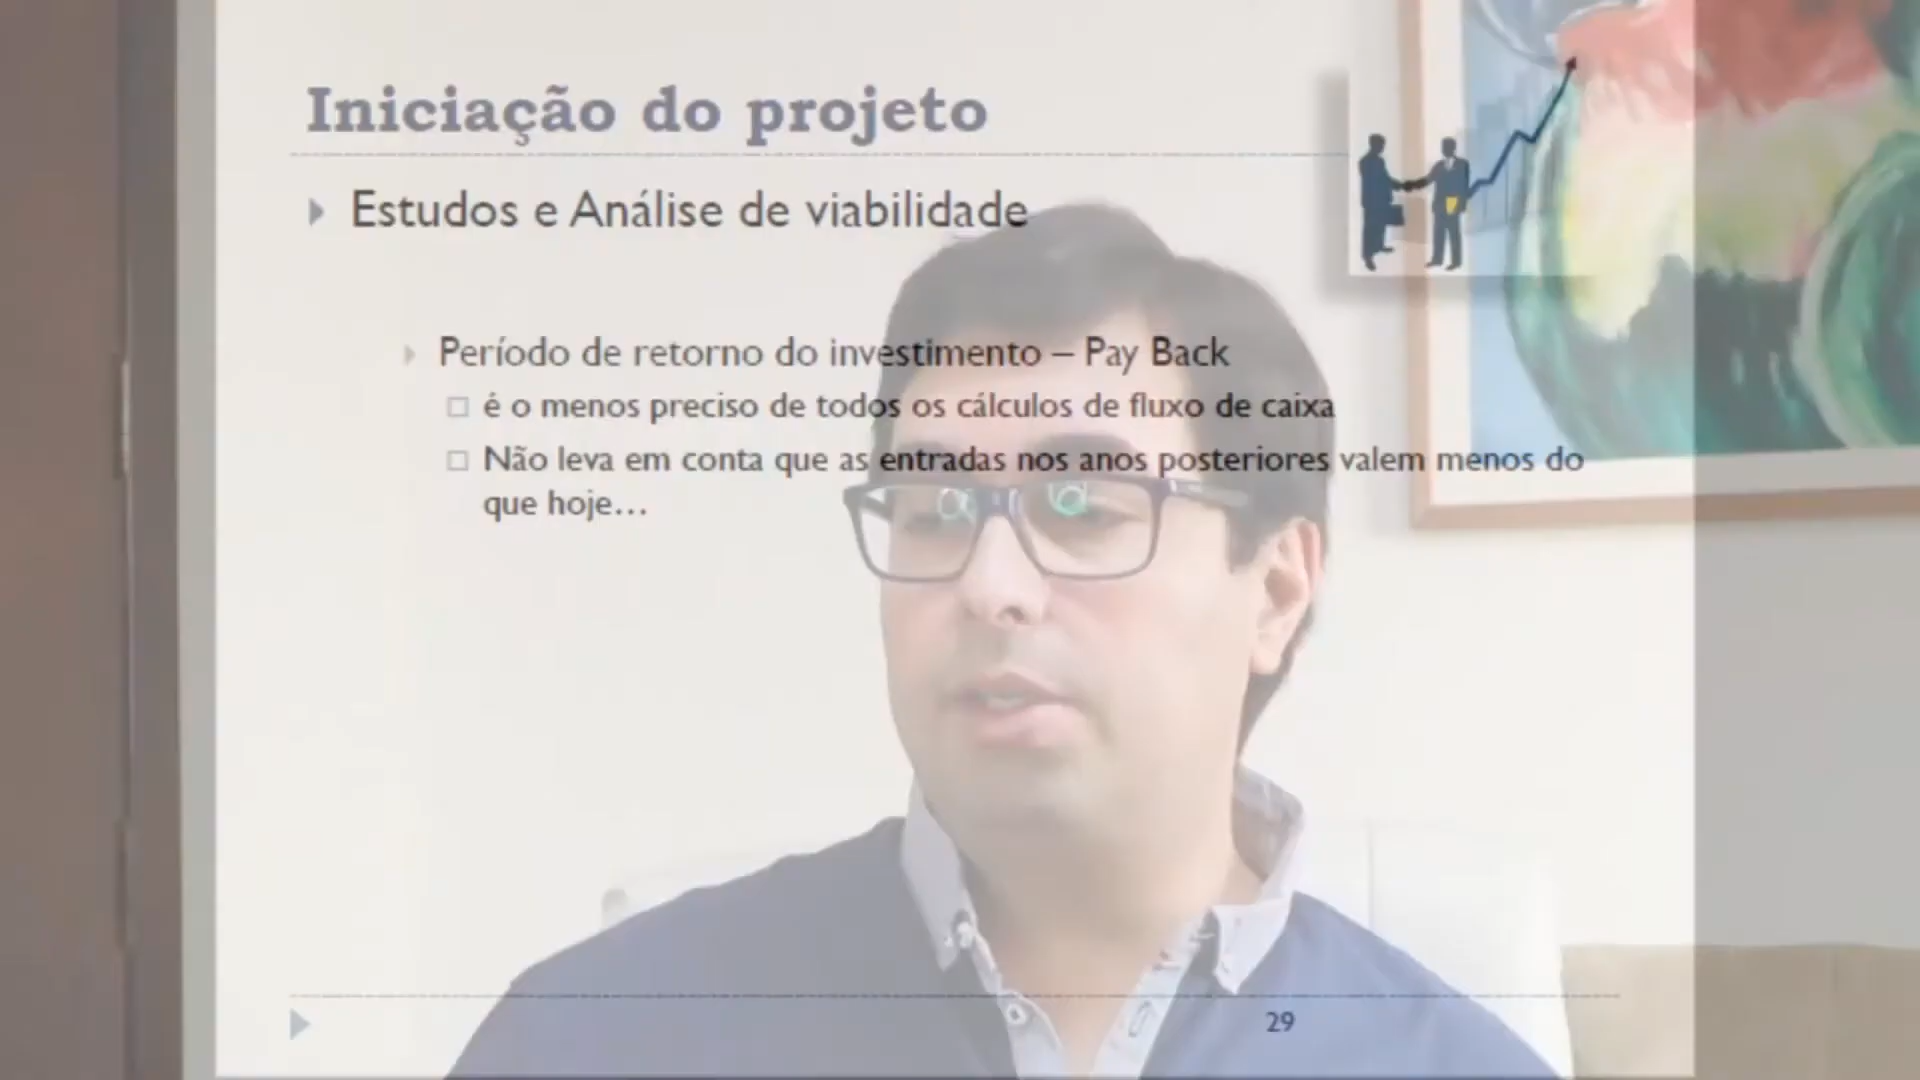 Iniciação do projeto
Estudos e Análise de viabilidade
Período de retorno do investimento – Pay Back
é o menos preciso de todos os cálculos de fluxo de caixa
Não leva em conta que as entradas nos anos posteriores valem menos do
que hoje...
29